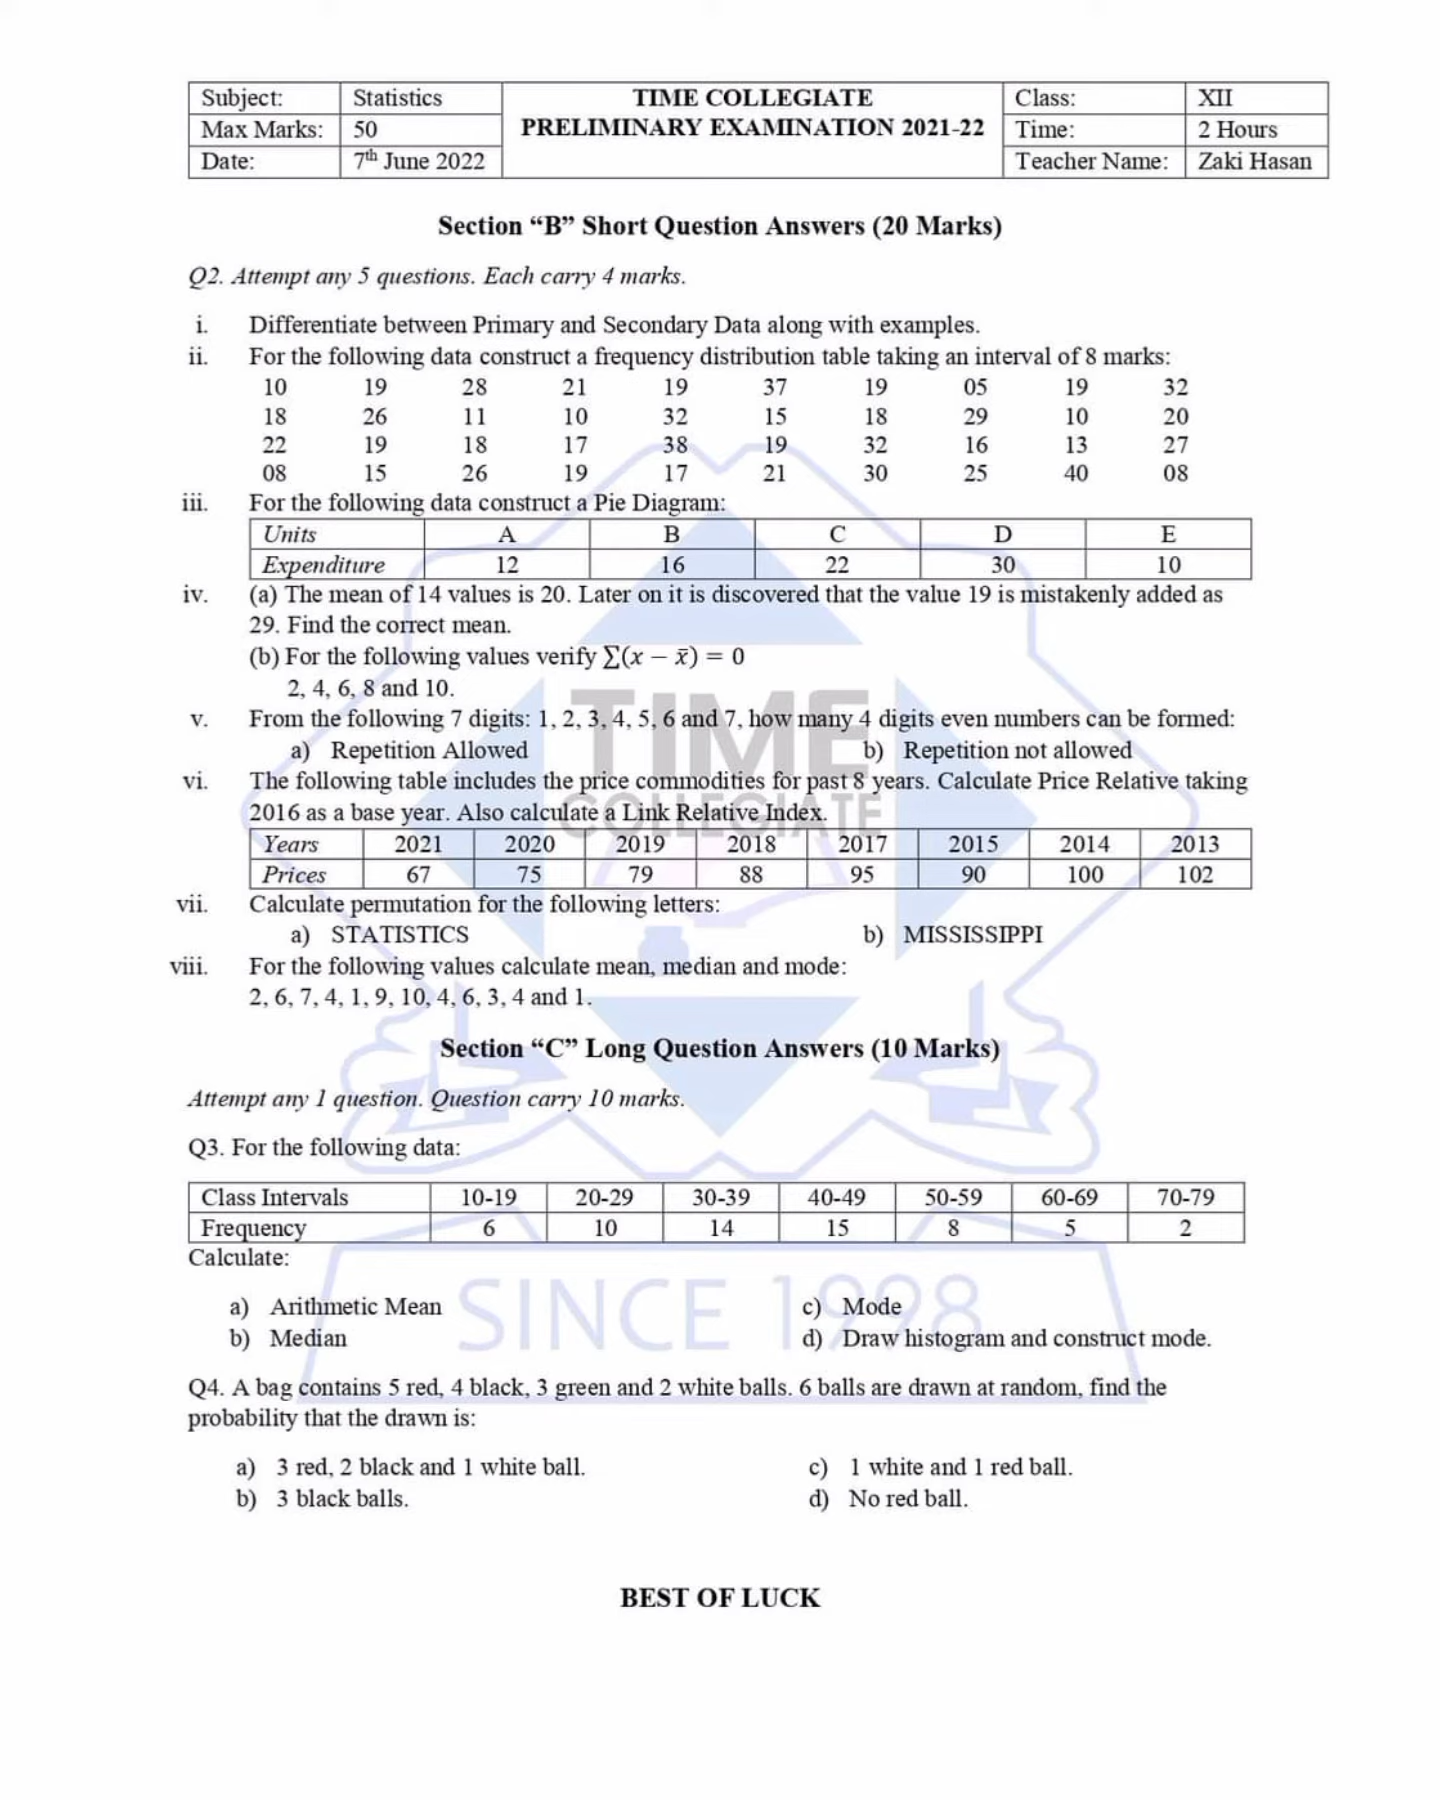 Subject: Statistics TIME COLLEGIATE Class: XII
Max Marks: 50 PRELIMINARY EXAMINATION 2021-22 Time: 2 Hours
Date: 7th June 2022 Teacher Name: Zaki Hasan
Section “B” Short Question Answers (20 Marks)
Q2. Attempt any 5 questions. Each carry 4 marks.
i. Differentiate between Primary and Secondary Data along with examples.
ii. For the following data construct a frequency distribution table taking an interval of 8 marks:
10 19 28 21 19 37 19 05 19 32
18 26 11 10 32 15 18 29 10 20
22 19 18 17 38 19 32 16 13 27
08 15 26 19 17 21 30 25 40 08
iii. For the following data construct a Pie Diagram:
Units A B C D E
Expenditure 12 16 22 30 10
iv. (a) The mean of 14 values is 20. Later on it is discovered that the value 19 is mistakenly added as
29. Find the correct mean.
(b) For the following values verify ∑(x − x̄) = 0
2, 4, 6, 8 and 10.
v. From the following 7 digits: 1, 2, 3, 4, 5, 6 and 7, how many 4 digits even numbers can be formed:
a) Repetition Allowed b) Repetition not allowed
vi. The following table includes the price commodities for past 8 years. Calculate Price Relative taking
2016 as a base year. Also calculate a Link Relative Index.
Years 2021 2020 2019 2018 2017 2015 2014 2013
Prices 67 75 79 88 95 90 100 102
vii. Calculate permutation for the following letters:
a) STATISTICS b) MISSISSIPPI
viii. For the following values calculate mean, median and mode:
2, 6, 7, 4, 1, 9, 10, 4, 6, 3, 4 and 1.
Section “C” Long Question Answers (10 Marks)
Attempt any 1 question. Question carry 10 marks.
Q3. For the following data:
Class Intervals 10-19 20-29 30-39 40-49 50-59 60-69 70-79
Frequency 6 10 14 15 8 5 2
Calculate:
a) Arithmetic Mean c) Mode
b) Median d) Draw histogram and construct mode.
Q4. A bag contains 5 red, 4 black, 3 green and 2 white balls. 6 balls are drawn at random, find the
probability that the drawn is:
a) 3 red, 2 black and 1 white ball. c) 1 white and 1 red ball.
b) 3 black balls. d) No red ball.
BEST OF LUCK
TIME
COLLEGIATE
SINCE 1998